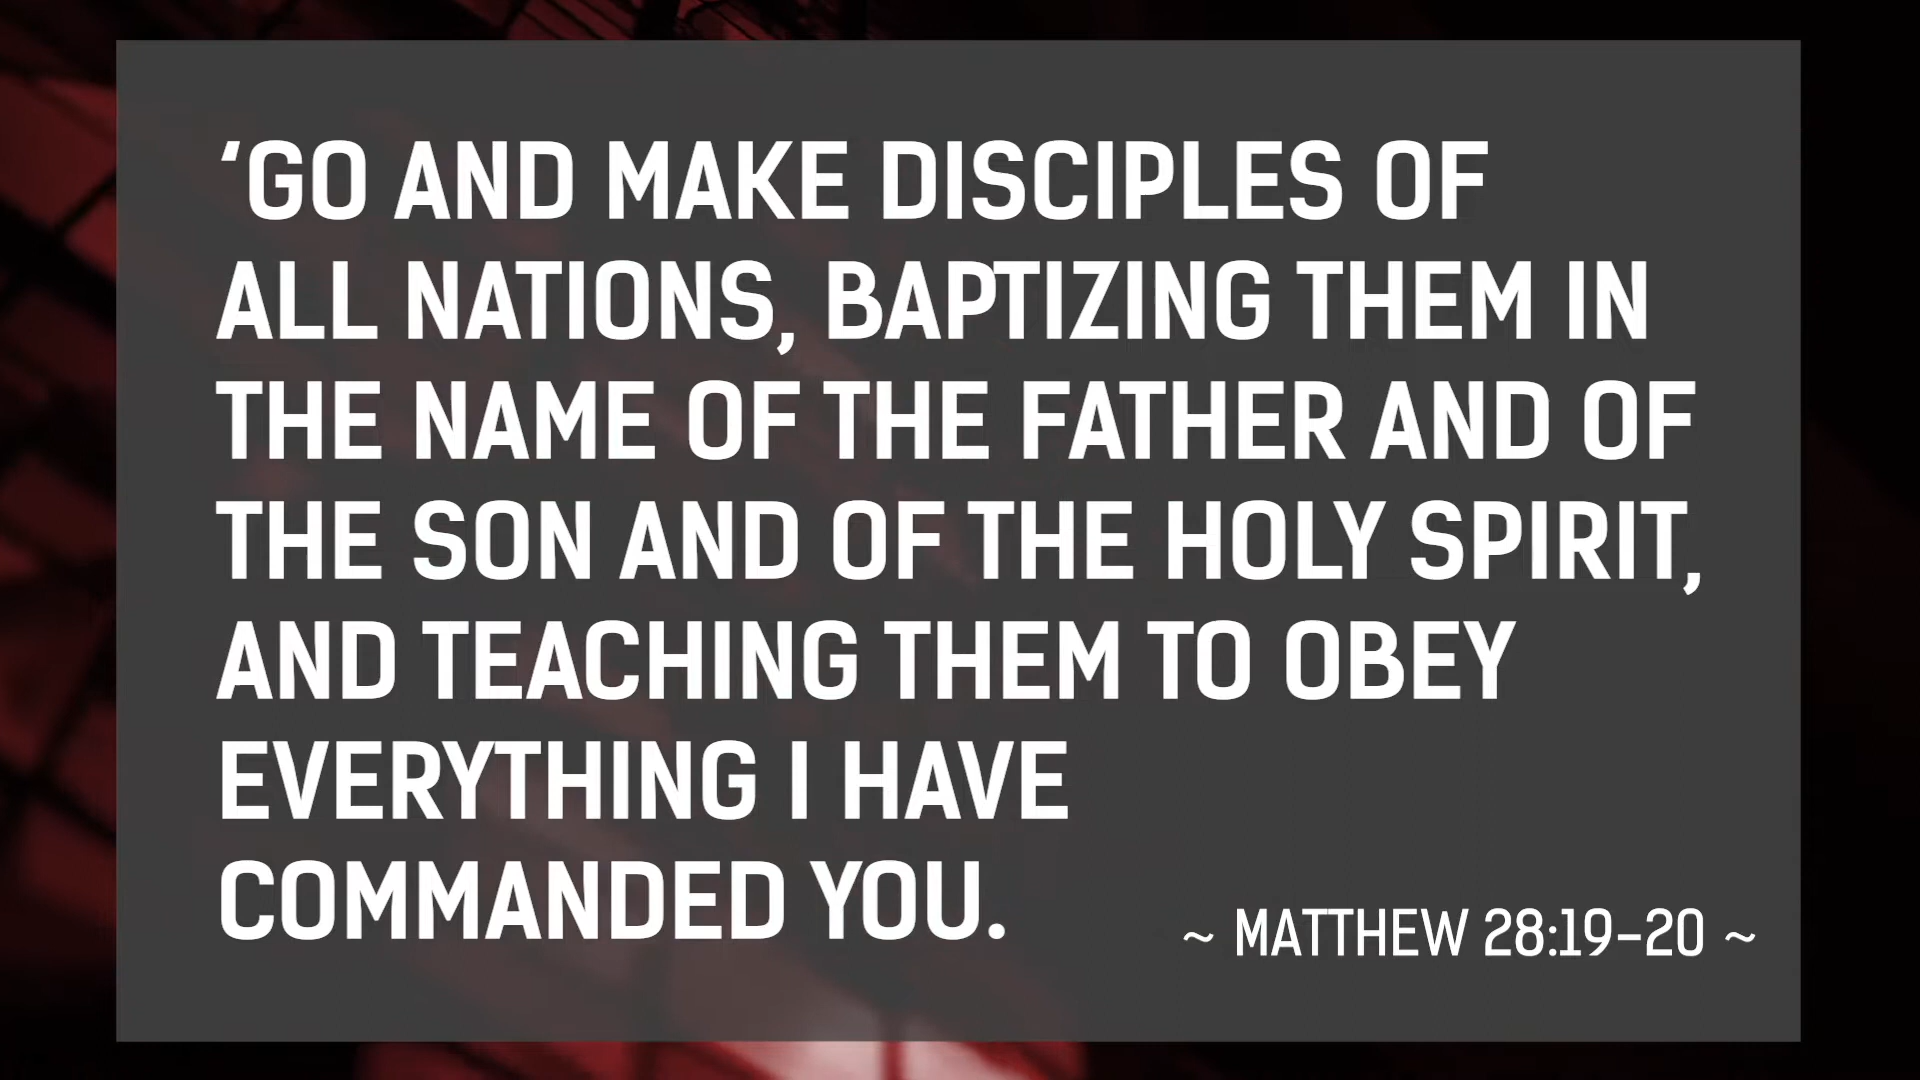 ‘GO AND MAKE DISCIPLES OF
ALL NATIONS, BAPTIZING THEM IN
THE NAME OF THE FATHER AND OF
THE SON AND OF THE HOLY SPIRIT,
AND TEACHING THEM TO OBEY
EVERYTHING I HAVE
COMMANDED YOU.
~ MATTHEW 28:19-20 ~